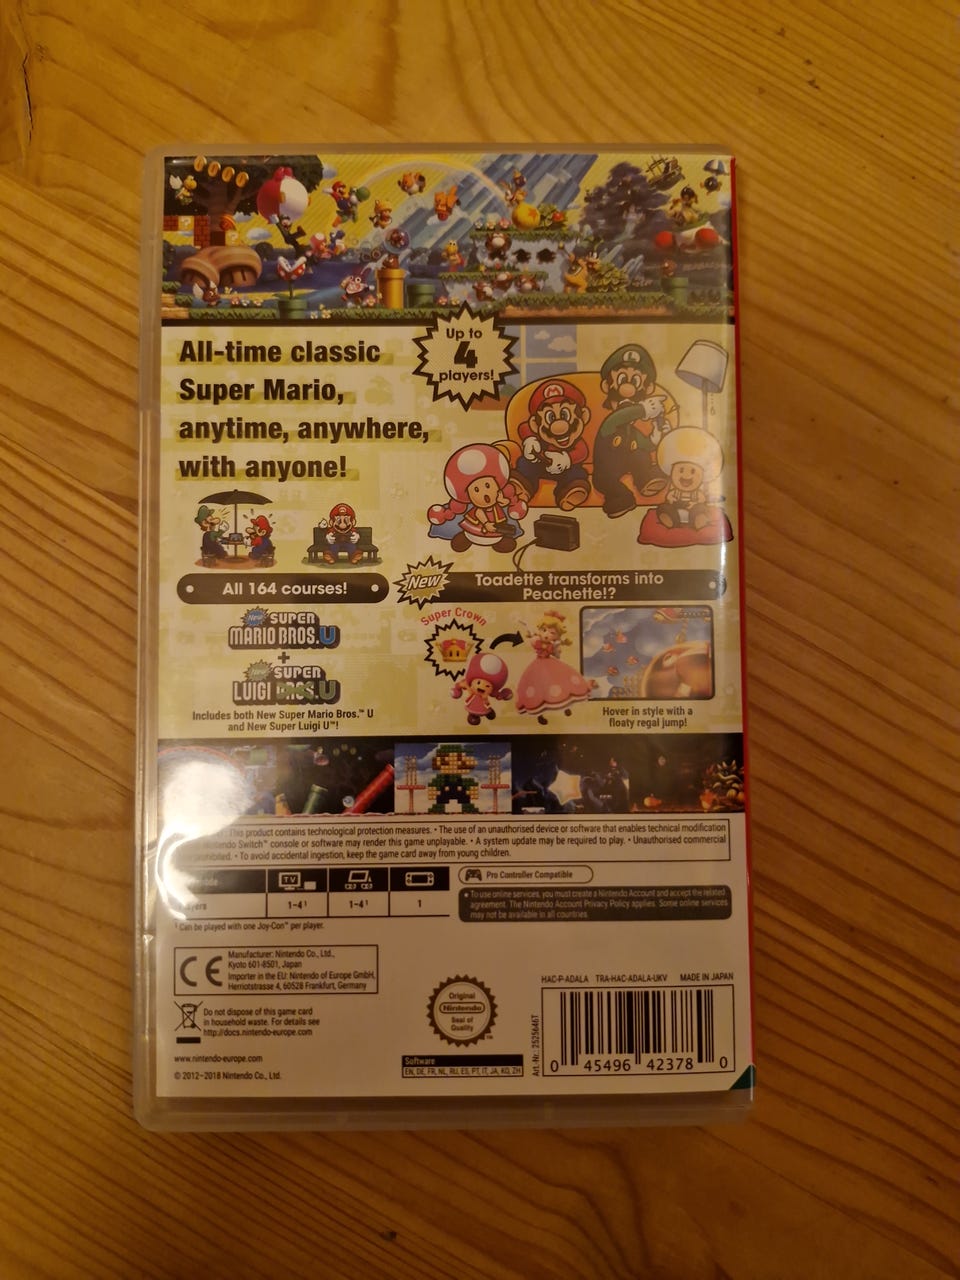 Up to
4
players!
All-time classic
Super Mario,
anytime, anywhere,
with anyone!
All 164 courses!
New
Toadette transforms into
Peachette!?
New SUPER
MARIO BROS.U
+
New SUPER
LUIGI U
Includes both New Super Mario Bros.™ U
and New Super Luigi U™!
Super Crown
Hover in style with a
floaty regal jump!
This product contains technological protection measures. • The use of an unauthorised device or software that enables technical modification
Nintendo Switch™ console or software may render this game unplayable. • A system update may be required to play. • Unauthorised commercial
prohibited. • To avoid accidental ingestion, keep the game card away from young children.
TV
1-4¹ 1-4¹ 1
¹ Can be played with one Joy-Con™ per player.
Pro Controller Compatible
• To use online services, you must create a Nintendo Account and accept the related
agreement. The Nintendo Account Privacy Policy applies. Some online services
may not be available in all countries.
CE
Manufacturer: Nintendo Co., Ltd.,
Kyoto 601-8501, Japan
Importer in the EU: Nintendo of Europe GmbH,
Herriotstrasse 4, 60528 Frankfurt, Germany
Do not dispose of this game card
in household waste. For details see
http://docs.nintendo-europe.com
www.nintendo-europe.com
© 2012–2018 Nintendo Co., Ltd.
Original
Nintendo
Seal of
Quality
™
Software
EN, DE, FR, NL, RU, ES, PT, IT, JA, KO, ZH
HAC-P-ADALA TRA-HAC-ADALA-UKV MADE IN JAPAN
Art.-Nr.: 2525646T
0 45496 42378 0